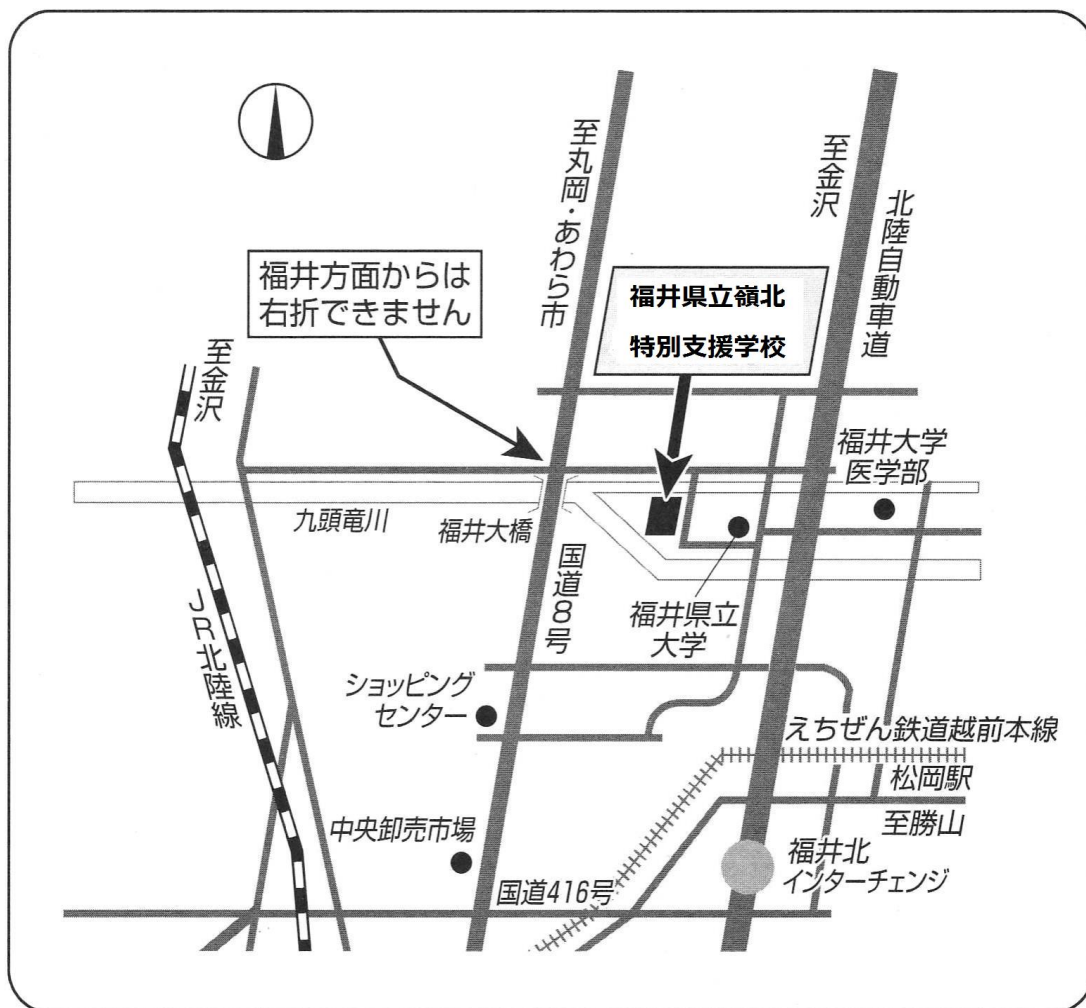 至丸岡・あわら市
至金沢
北陸自動車道
福井方面からは
右折できません
福井県立嶺北
特別支援学校
至金沢
福井大学
医学部
九頭竜川
福井大橋
国道8号
福井県立
大学
JR北陸線
ショッピング
センター
えちぜん鉄道越前本線
松岡駅
至勝山
中央卸売市場
福井北
インターチェンジ
国道416号